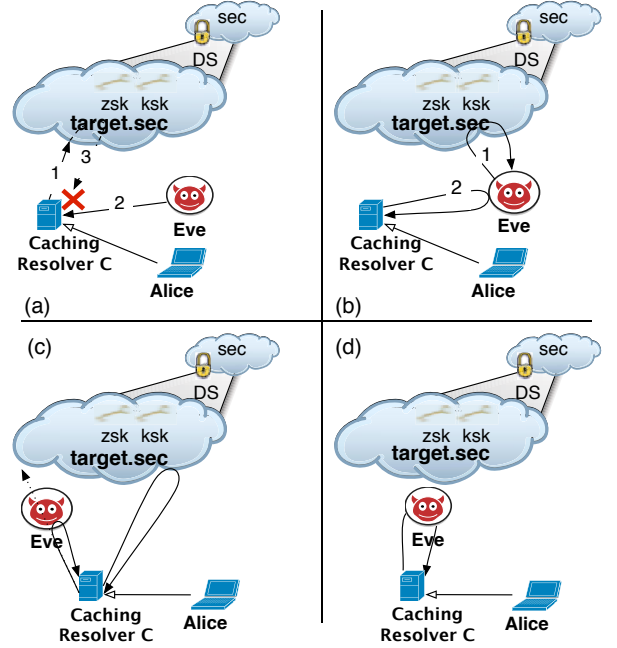 sec
DS
zsk ksk
target.sec
1
3
2
Eve
Caching
Resolver C
Alice
(a)
sec
DS
zsk ksk
target.sec
1
2
Eve
Caching
Resolver C
Alice
(b)
(c)
sec
DS
zsk ksk
target.sec
Eve
Caching
Resolver C
Alice
(d)
sec
DS
zsk ksk
target.sec
Eve
Caching
Resolver C
Alice